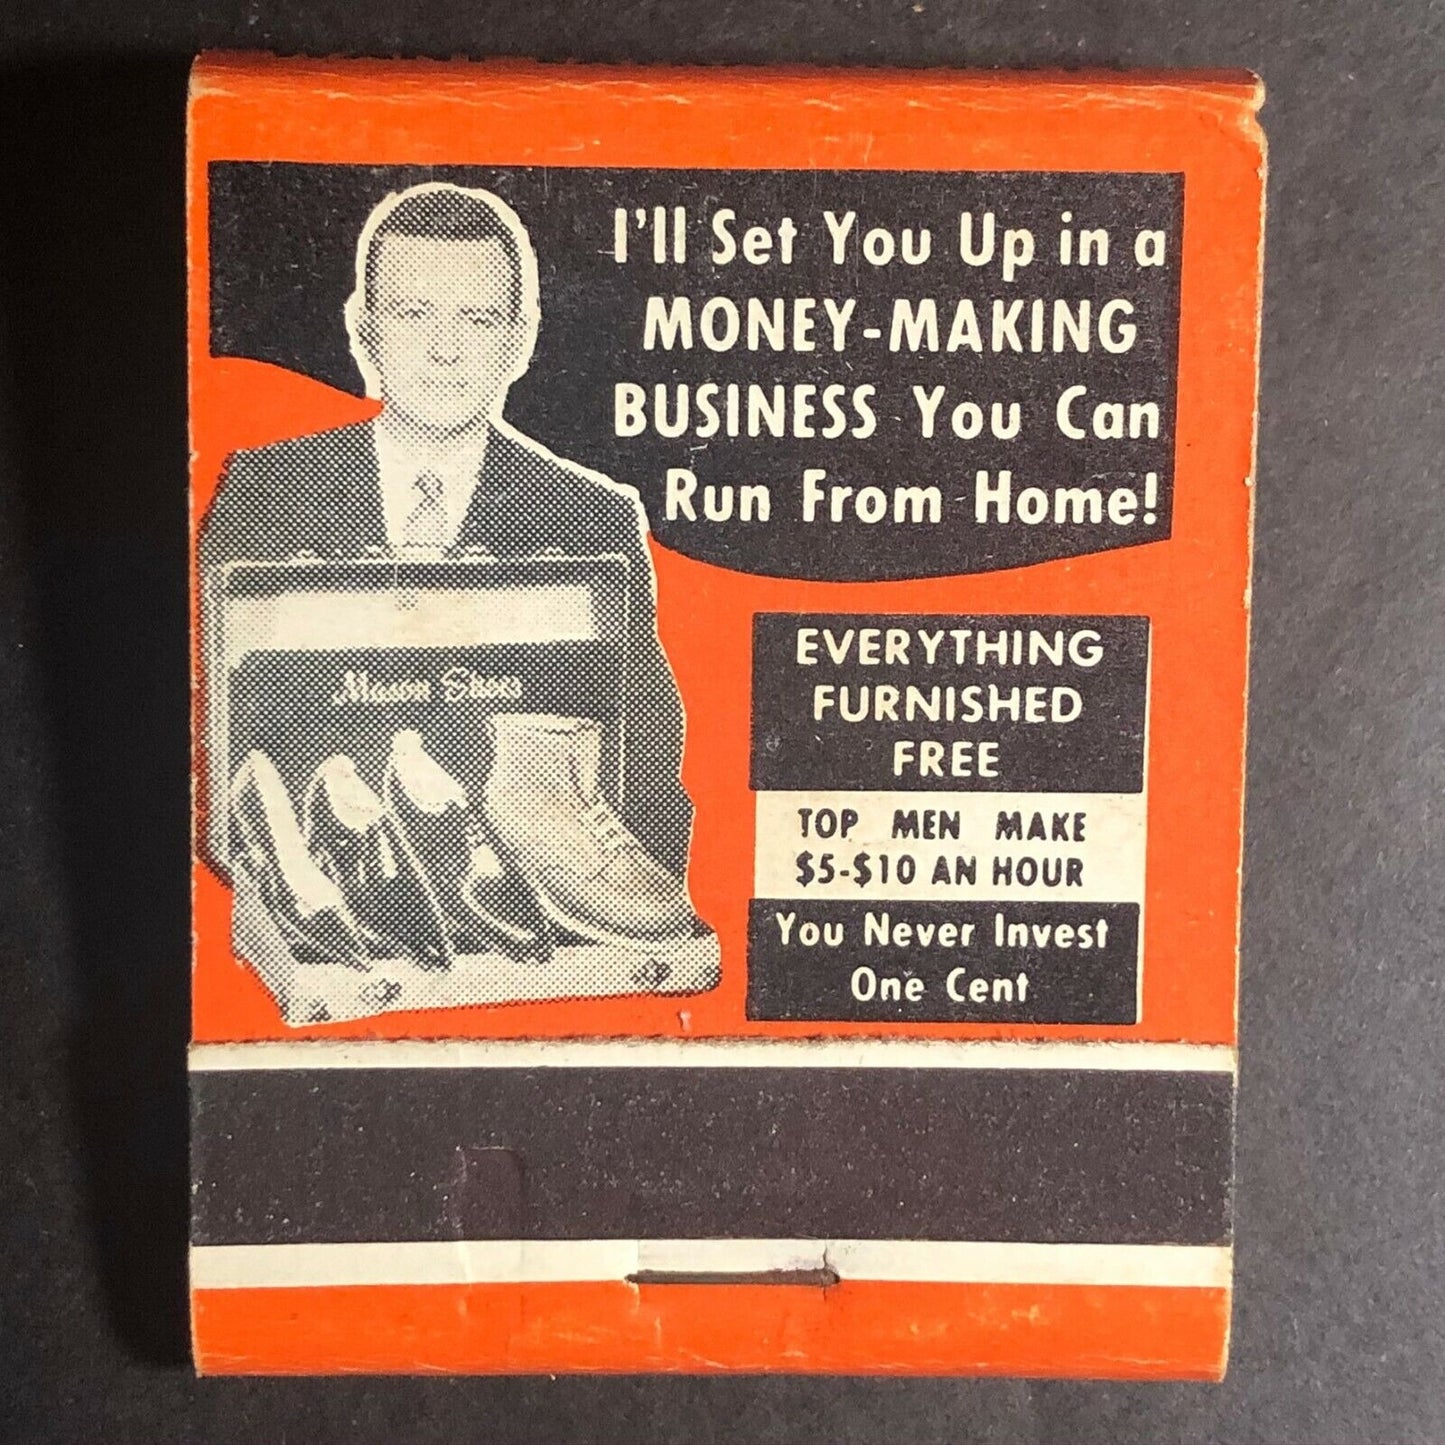 I'll Set You Up in a
MONEY-MAKING
BUSINESS You Can
Run From Home!
Mason Shoes
EVERYTHING
FURNISHED
FREE
TOP MEN MAKE
$5-$10 AN HOUR
You Never Invest
One Cent